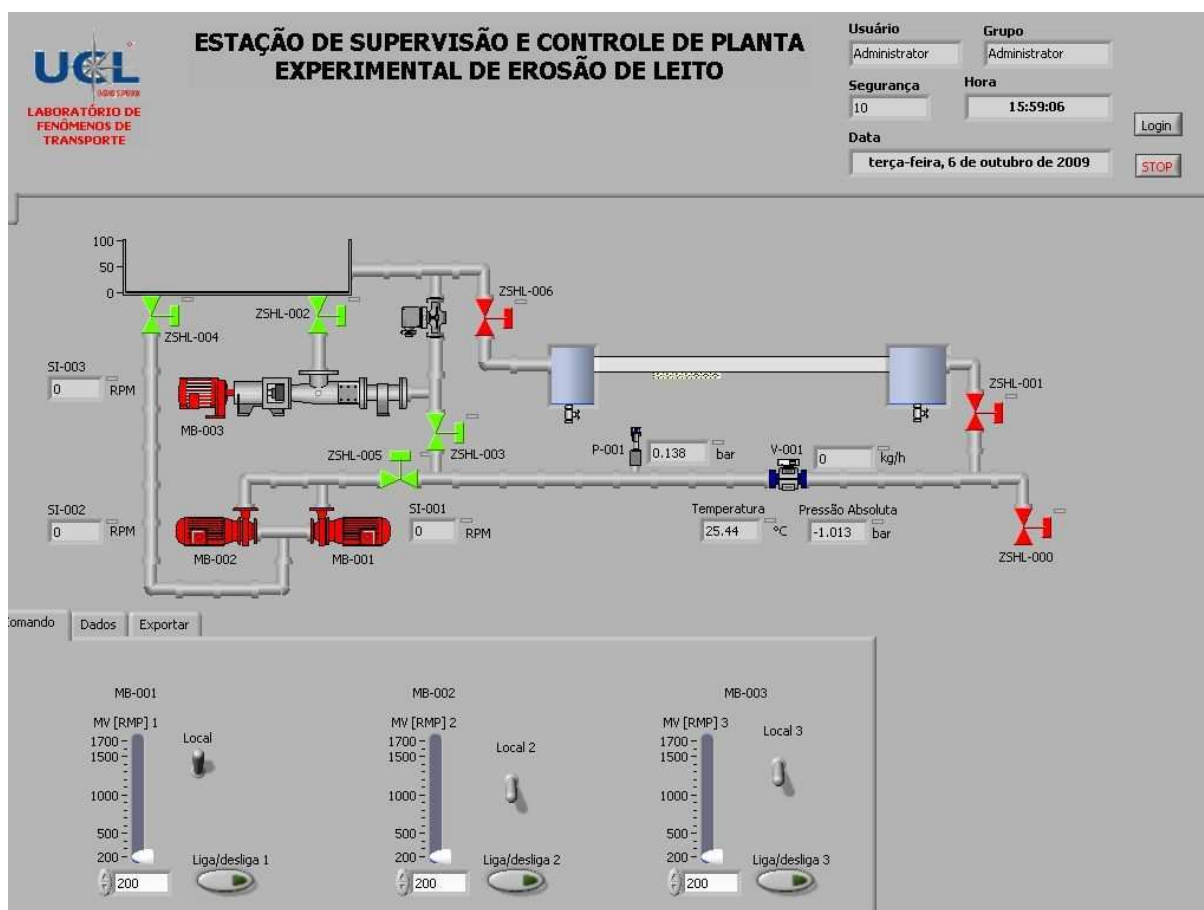 ESTAÇÃO DE SUPERVISÃO E CONTROLE DE PLANTA
EXPERIMENTAL DE EROSÃO DE LEITO
UCL
LABORATÓRIO DE
FENÔMENOS DE
TRANSPORTE
Usuário
Grupo
Administrator
Administrator
Segurança
Hora
10
15:59:06
Data
terça-feira, 6 de outubro de 2009
Login
STOP
100
50
0
ZSHL-004
ZSHL-002
ZSHL-006
SI-003
0 RPM
MB-003
ZSHL-001
ZSHL-005
ZSHL-003
P-001 0.138 bar
V-001 0 kg/h
SI-002
0 RPM
MB-002
MB-001
SI-001
0 RPM
Temperatura
25.44 °C
Pressão Absoluta
-1.013 bar
ZSHL-000
omando
Dados
Exportar
MB-001
MV [RMP] 1
1700
1500
1000
500
200
200
Local
Liga/desliga 1
MB-002
MV [RMP] 2
1700
1500
1000
500
200
200
Local 2
Liga/desliga 2
MB-003
MV [RMP] 3
1700
1500
1000
500
200
200
Local 3
Liga/desliga 3